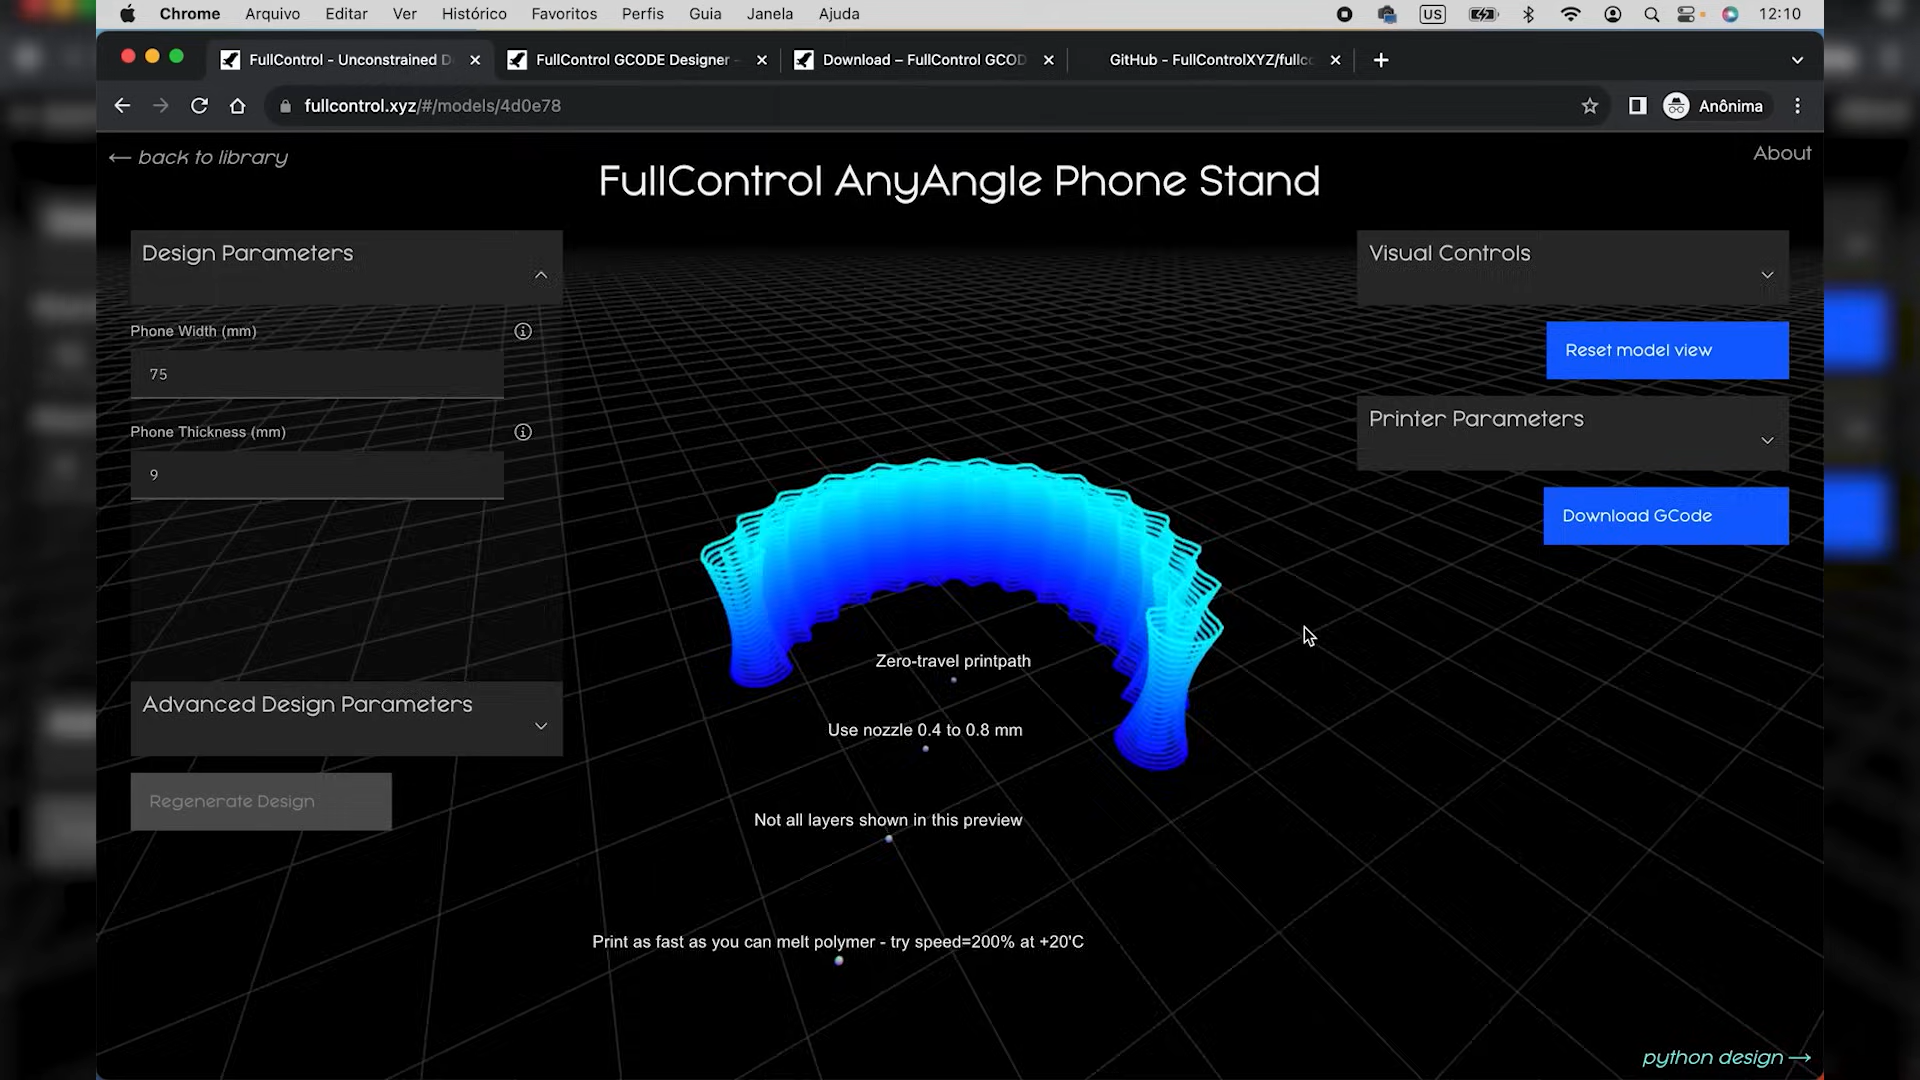 Chrome Arquivo Editar Ver Histórico Favoritos Perfis Guia Janela Ajuda US 12:10
FullControl - Unconstrained D FullControl GCODE Designer - Download – FullControl GCOD GitHub - FullControlXYZ/fullc
fullcontrol.xyz/#/models/4d0e78 Anônima
← back to library
About
FullControl AnyAngle Phone Stand
Design Parameters
Phone Width (mm)
75
Phone Thickness (mm)
9
Advanced Design Parameters
Regenerate Design
Visual Controls
Reset model view
Printer Parameters
Download GCode
Zero-travel printpath
Use nozzle 0.4 to 0.8 mm
Not all layers shown in this preview
Print as fast as you can melt polymer - try speed=200% at +20'C
python design →